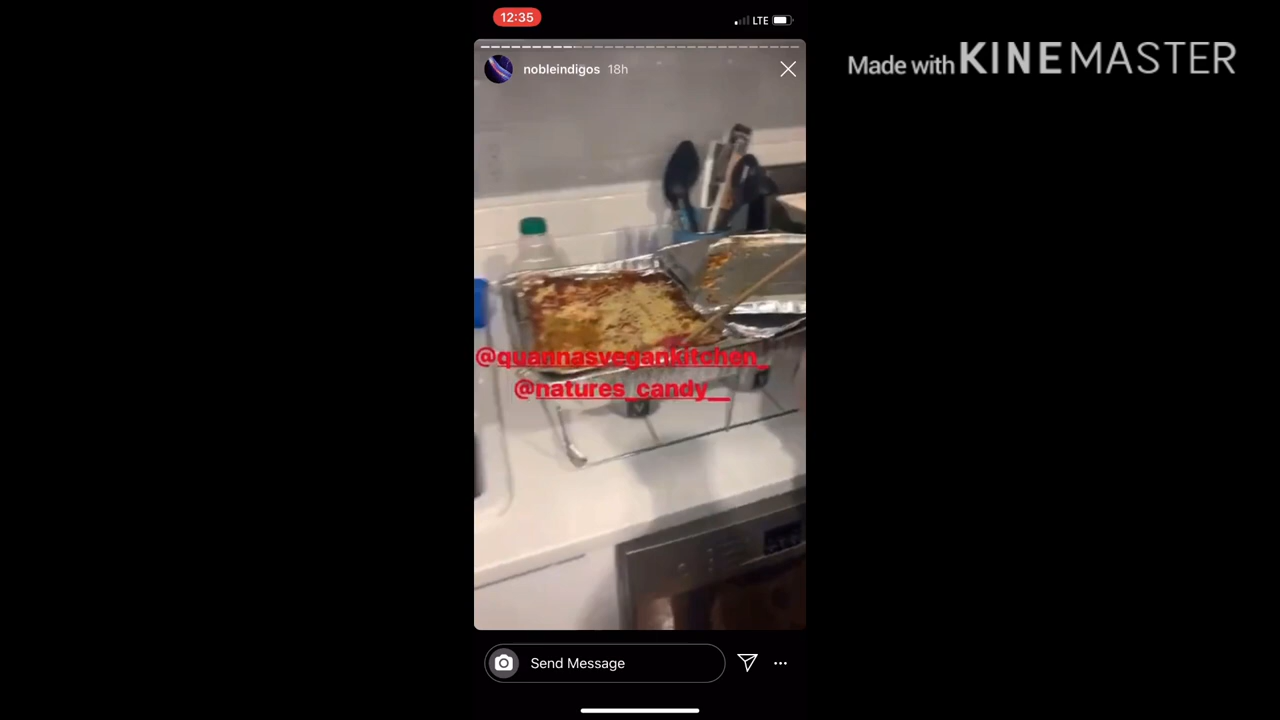 12:35
LTE
Made with KINEMASTER
nobleindigos 18h
@quannasvegankitchen_
@natures_candy__
Send Message